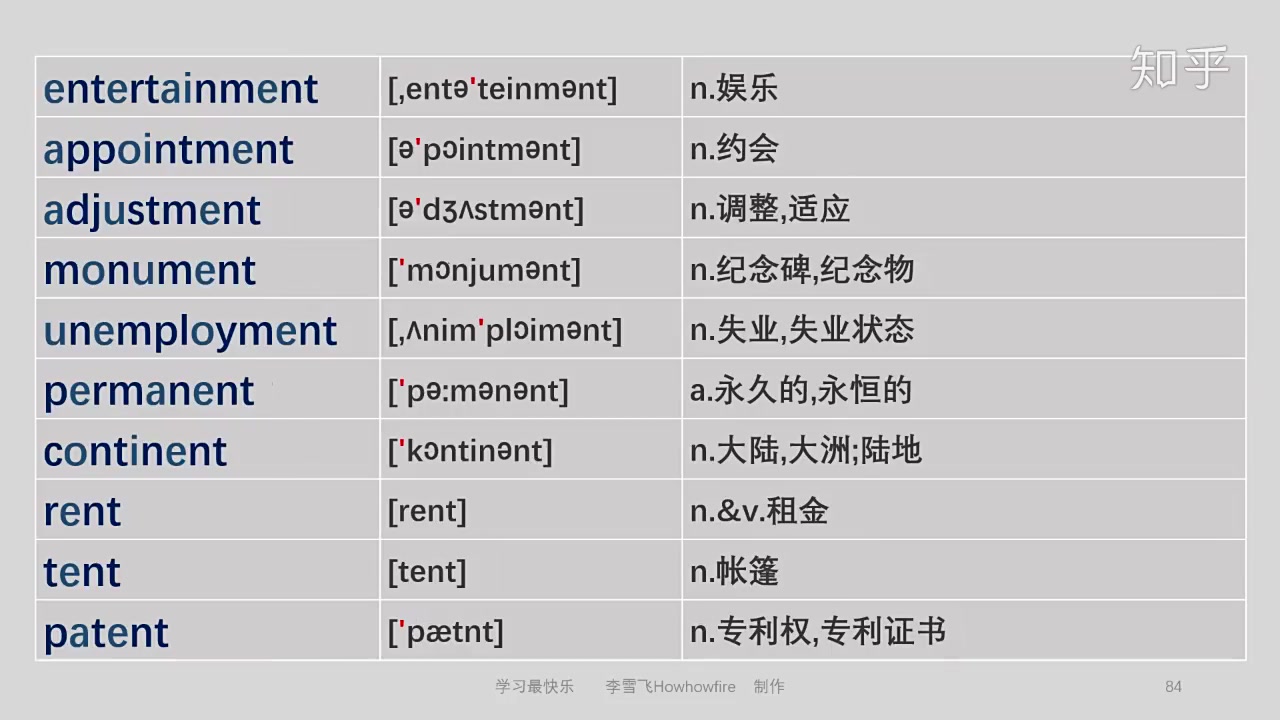 知乎
entertainment [,entə'teinmənt] n.娱乐
appointment [ə'pɔintmənt] n.约会
adjustment [ə'dʒʌstmənt] n.调整,适应
monument ['mɔnjumənt] n.纪念碑,纪念物
unemployment [,ʌnim'plɔimənt] n.失业,失业状态
permanent ['pə:mənənt] a.永久的,永恒的
continent ['kɔntinənt] n.大陆,大洲;陆地
rent [rent] n.&v.租金
tent [tent] n.帐篷
patent ['pætnt] n.专利权,专利证书
学习最快乐 李雪飞Howhowfire 制作 84